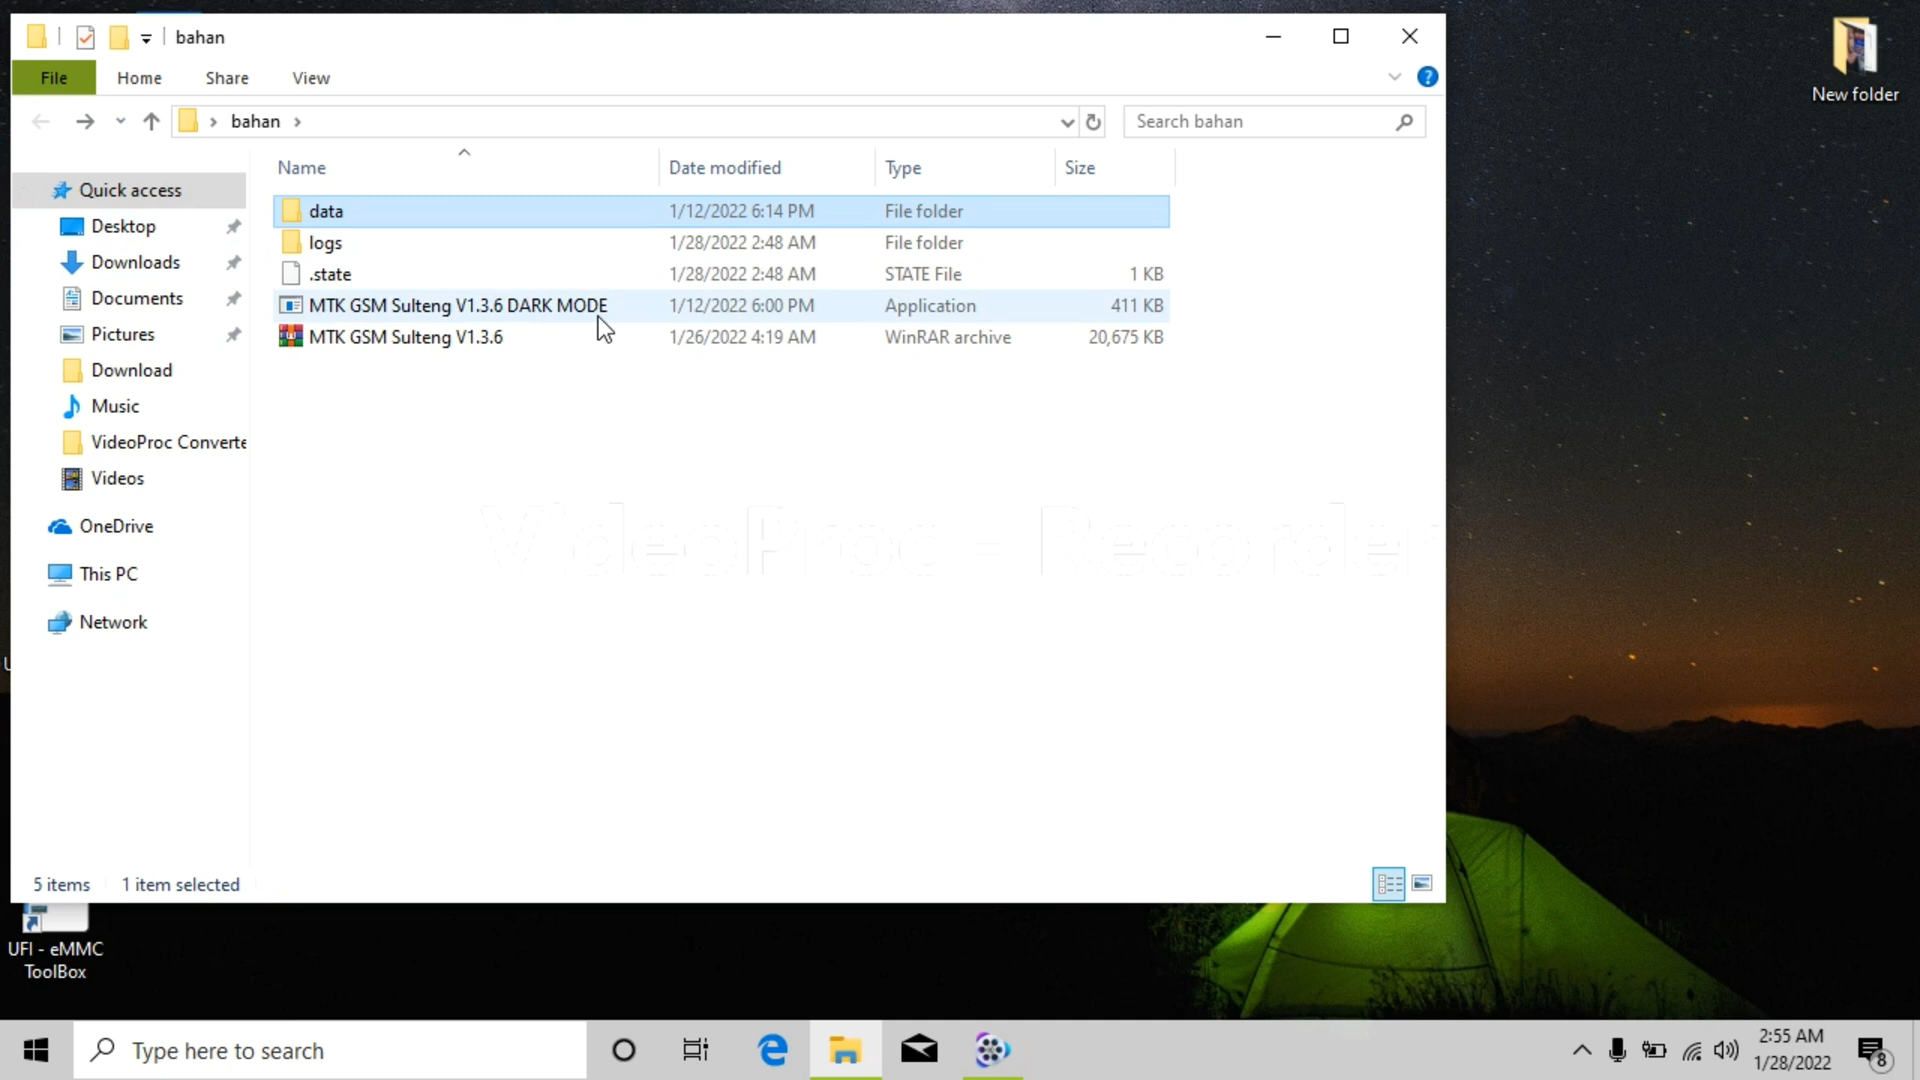 bahan
New folder
File Home Share View
bahan
Search bahan
Name Date modified Type Size
Quick access
Desktop
Downloads
Documents
Pictures
Download
Music
VideoProc Converte
Videos
OneDrive
This PC
Network
data 1/12/2022 6:14 PM File folder
logs 1/28/2022 2:48 AM File folder
.state 1/28/2022 2:48 AM STATE File 1 KB
MTK GSM Sulteng V1.3.6 DARK MODE 1/12/2022 6:00 PM Application 411 KB
MTK GSM Sulteng V1.3.6 1/26/2022 4:19 AM WinRAR archive 20,675 KB
VideoProc - Recorder
5 items 1 item selected
UFI - eMMC
ToolBox
Type here to search
2:55 AM
1/28/2022
8